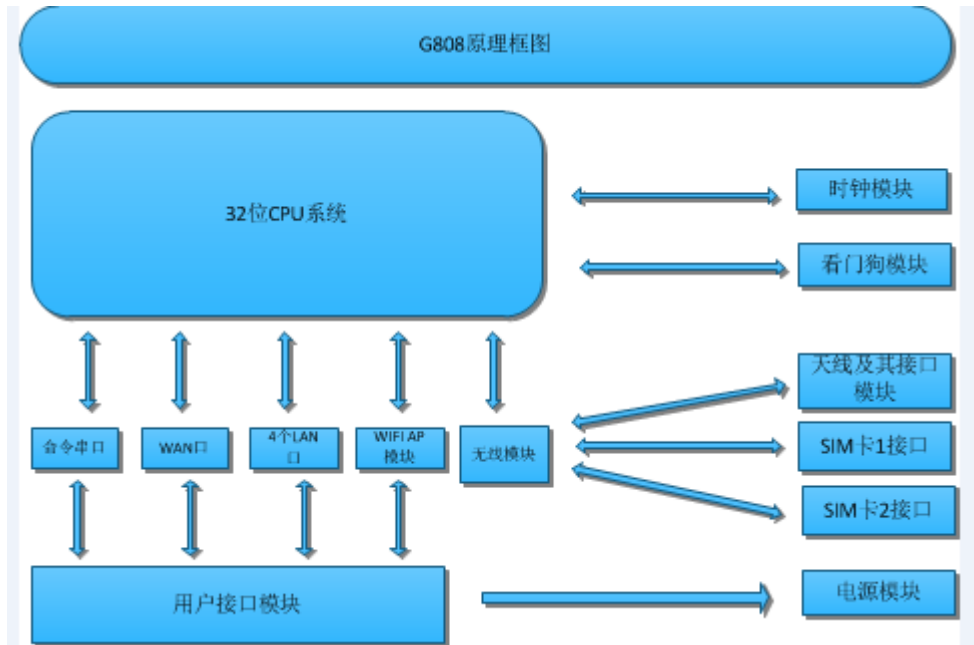 G808原理框图
32位CPU系统
时钟模块
看门狗模块
天线及其接口
模块
命令串口
WAN口
4个LAN
口
WIFI AP
模块
无线模块
SIM卡1接口
SIM卡2接口
用户接口模块
电源模块